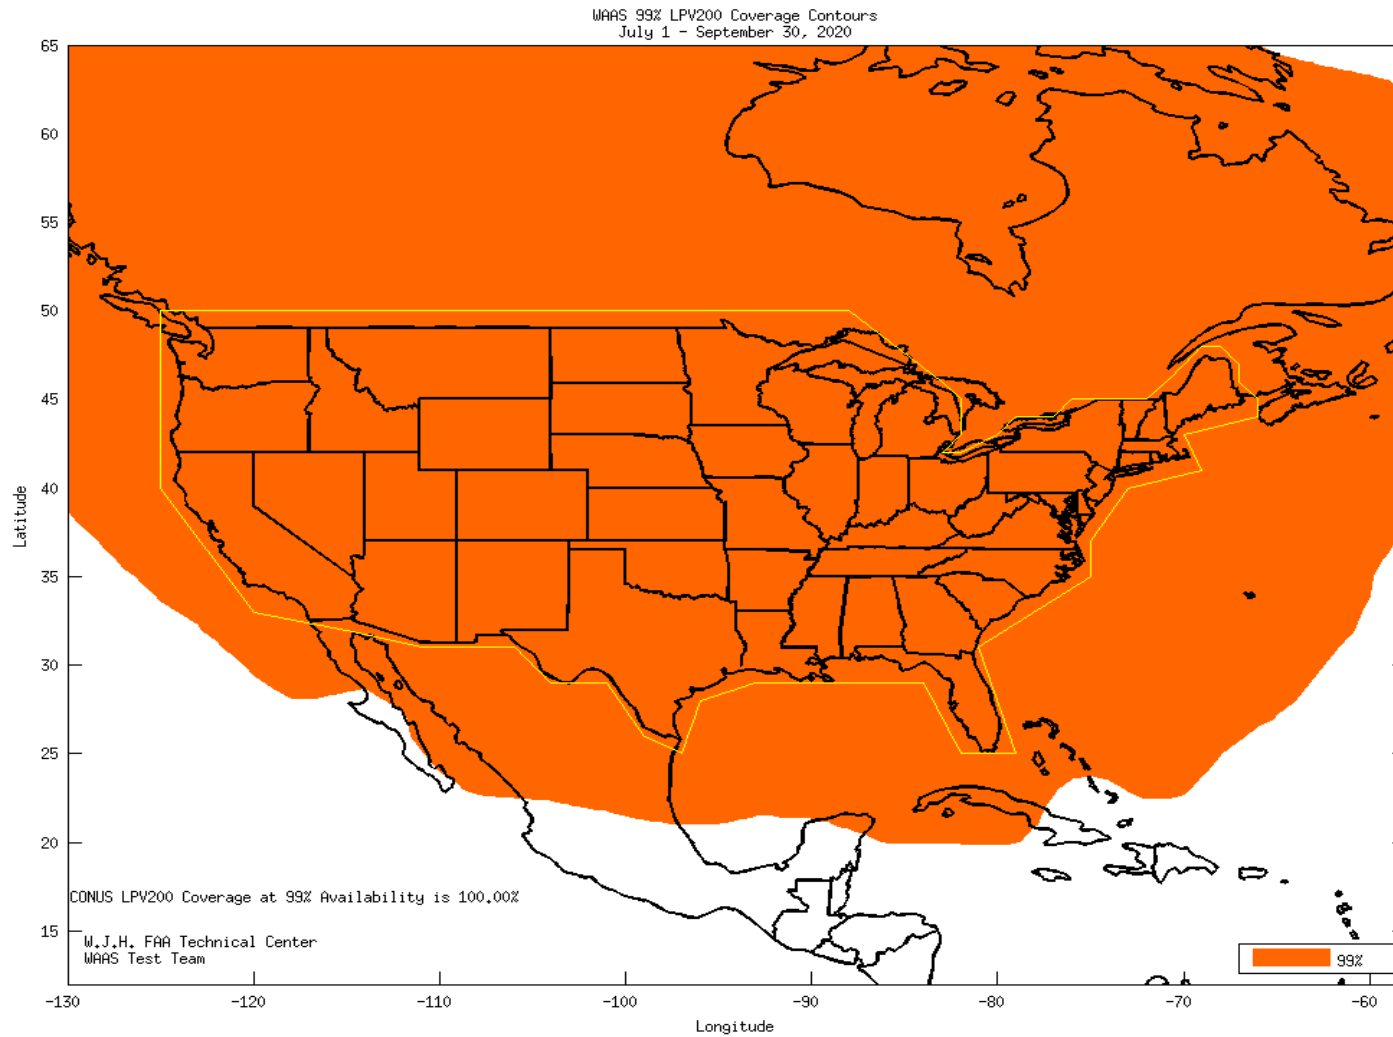 WAAS 99% LPV200 Coverage Contours
July 1 - September 30, 2020
65
60
55
50
45
40
35
30
25
20
15
Latitude
CONUS LPV200 Coverage at 99% Availability is 100.00%
W.J.H. FAA Technical Center
WAAS Test Team
99%
-130 -120 -110 -100 -90 -80 -70 -60
Longitude